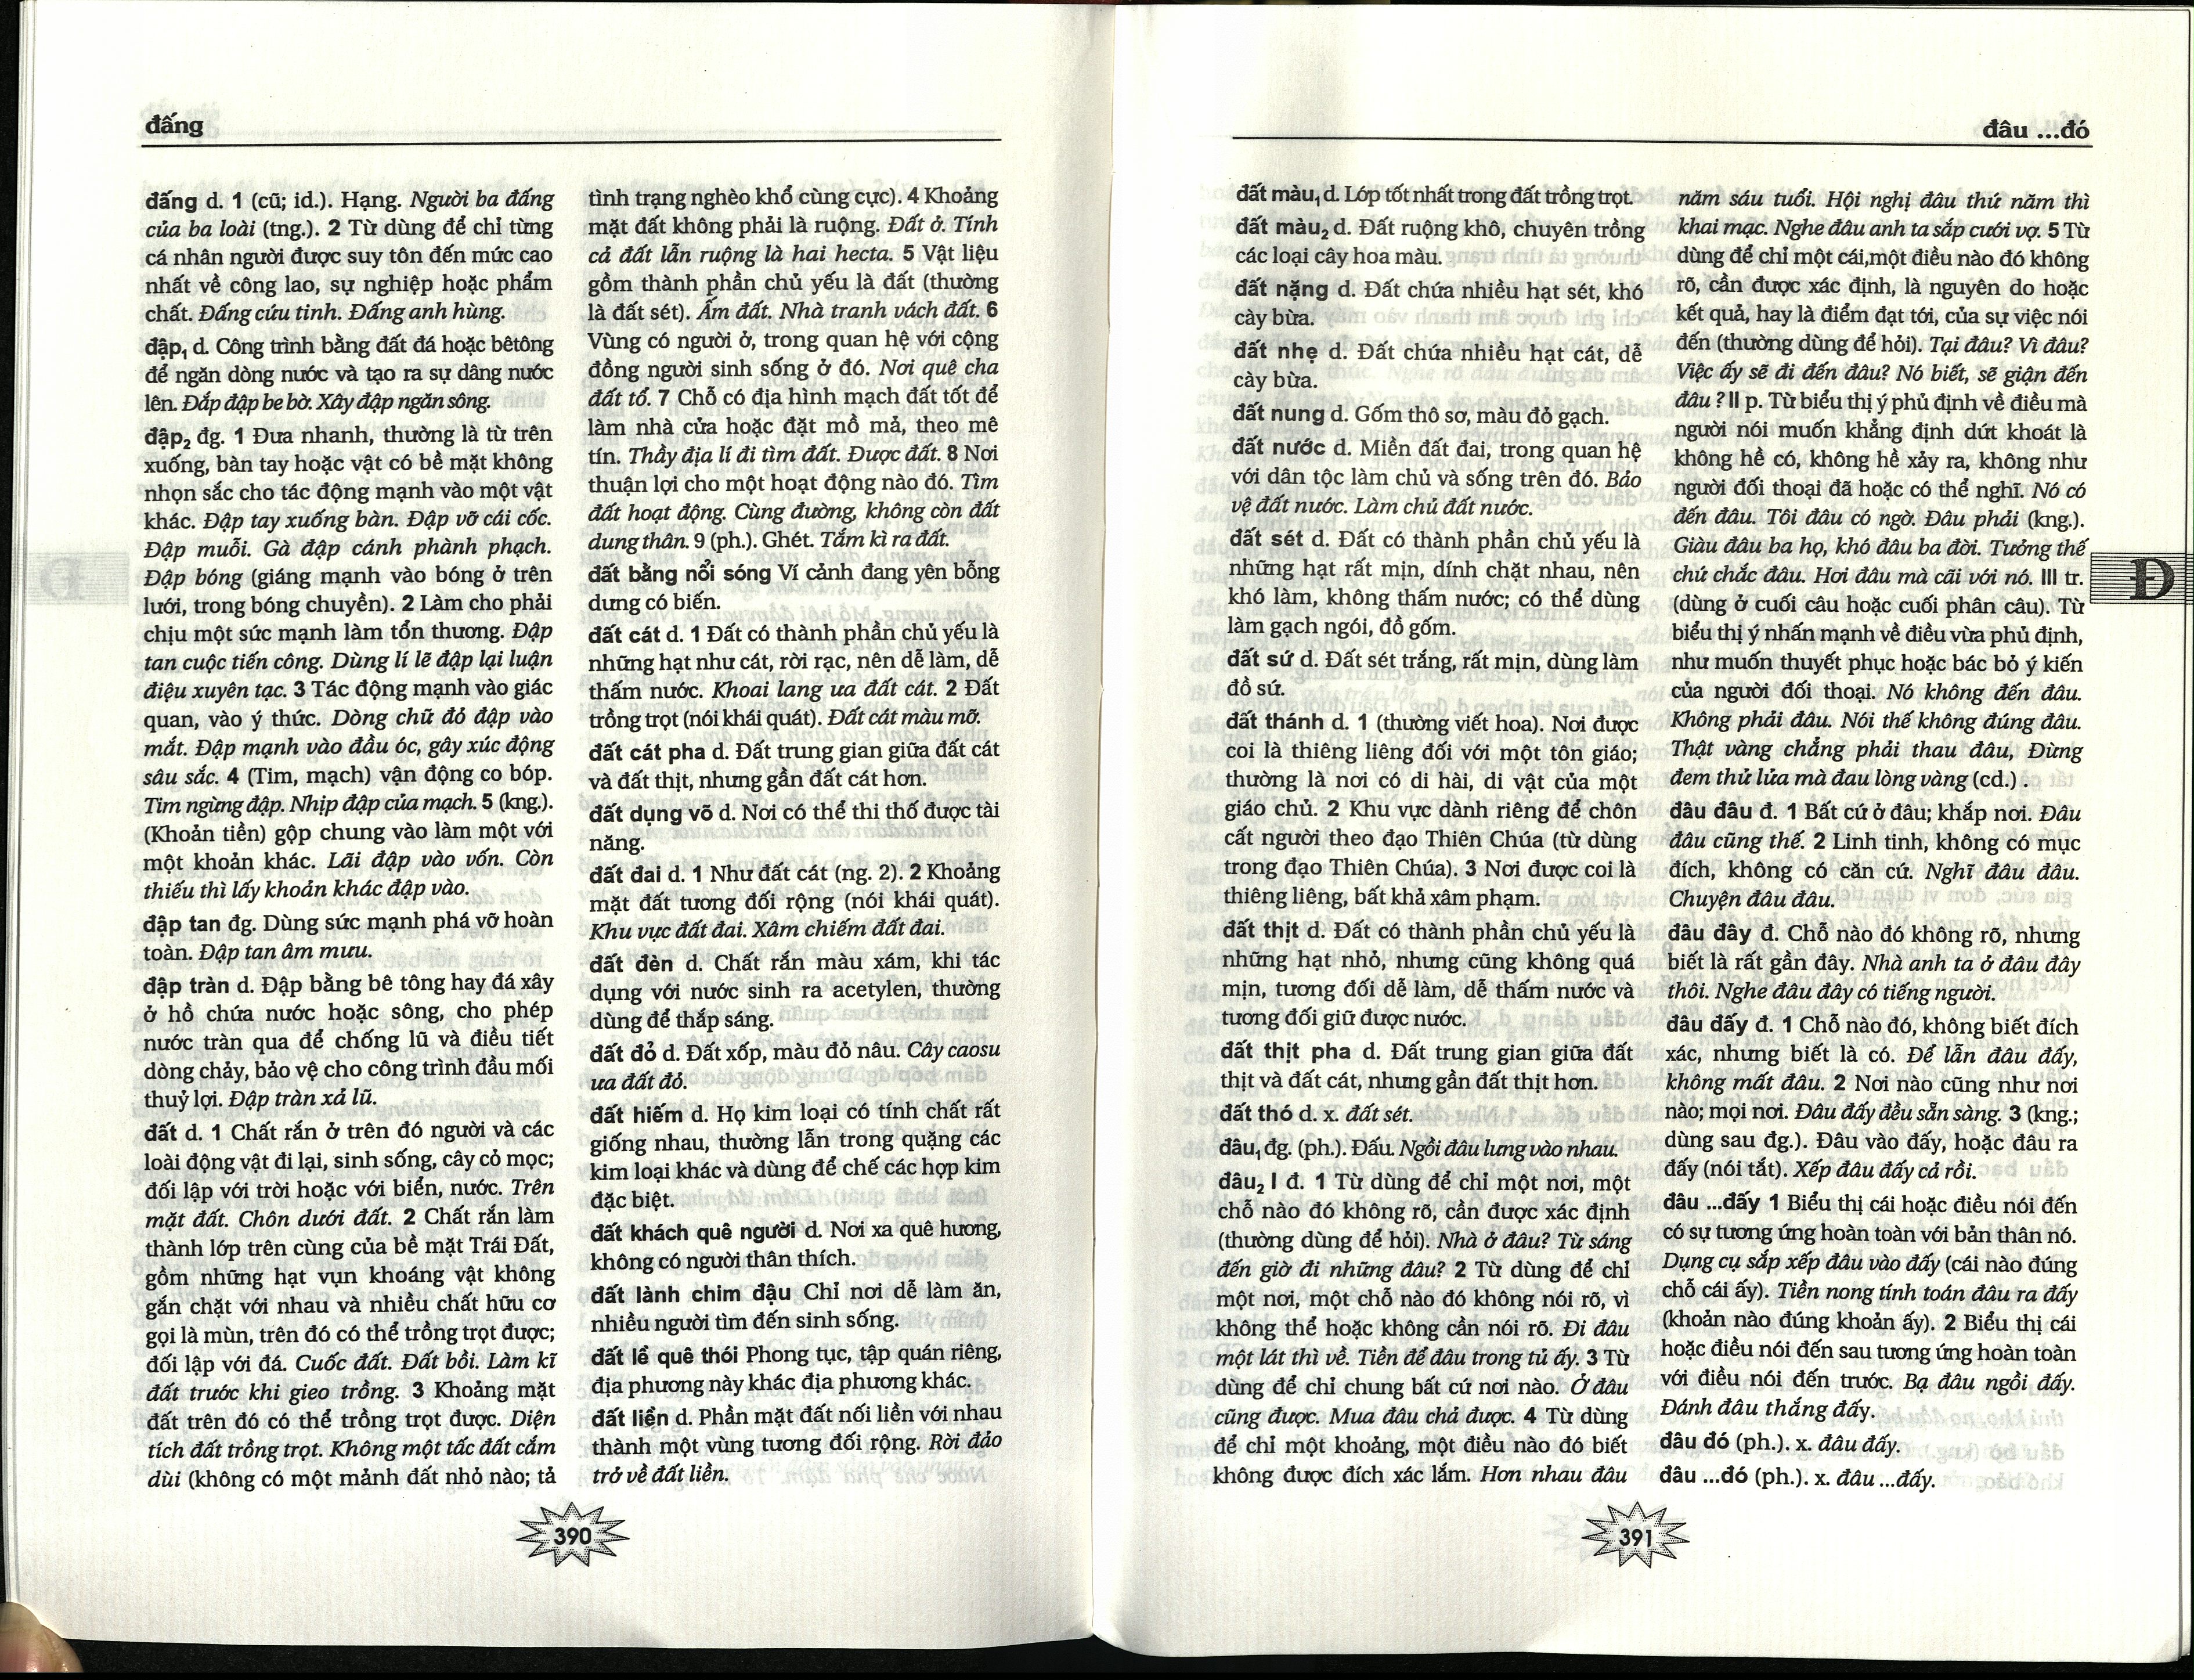 đấng
đấng d. 1 (cũ; id.). Hạng. Người ba đấng
của ba loài (tng.). 2 Từ dùng để chỉ từng
cá nhân người được suy tôn đến mức cao
nhất về công lao, sự nghiệp hoặc phẩm
chất. Đấng cứu tinh. Đấng anh hùng.
đập₁ d. Công trình bằng đất đá hoặc bêtông
để ngăn dòng nước và tạo ra sự dâng nước
lên. Đắp đập be bờ. Xây đập ngăn sông.
đập₂ đg. 1 Đưa nhanh, thường là từ trên
xuống, bàn tay hoặc vật có bề mặt không
nhọn sắc cho tác động mạnh vào một vật
khác. Đập tay xuống bàn. Đập vỡ cái cốc.
Đập muỗi. Gà đập cánh phành phạch.
Đập bóng (giáng mạnh vào bóng ở trên
lưới, trong bóng chuyền). 2 Làm cho phải
chịu một sức mạnh làm tổn thương. Đập
tan cuộc tiến công. Dùng lí lẽ đập lại luận
điệu xuyên tạc. 3 Tác động mạnh vào giác
quan, vào ý thức. Dòng chữ đỏ đập vào
mắt. Đập mạnh vào đầu óc, gây xúc động
sâu sắc. 4 (Tim, mạch) vận động co bóp.
Tim ngừng đập. Nhịp đập của mạch. 5 (kng.).
(Khoản tiền) gộp chung vào làm một với
một khoản khác. Lãi đập vào vốn. Còn
thiếu thì lấy khoản khác đập vào.
đập tan đg. Dùng sức mạnh phá vỡ hoàn
toàn. Đập tan âm mưu.
đập tràn d. Đập bằng bê tông hay đá xây
ở hồ chứa nước hoặc sông, cho phép
nước tràn qua để chống lũ và điều tiết
dòng chảy, bảo vệ cho công trình đầu mối
thuỷ lợi. Đập tràn xả lũ.
đất d. 1 Chất rắn ở trên đó người và các
loài động vật đi lại, sinh sống, cây cỏ mọc;
đối lập với trời hoặc với biển, nước. Trên
mặt đất. Chôn dưới đất. 2 Chất rắn làm
thành lớp trên cùng của bề mặt Trái Đất,
gồm những hạt vụn khoáng vật không
gắn chặt với nhau và nhiều chất hữu cơ
gọi là mùn, trên đó có thể trồng trọt được;
đối lập với đá. Cuốc đất. Đất bồi. Làm kĩ
đất trước khi gieo trồng. 3 Khoảng mặt
đất trên đó có thể trồng trọt được. Diện
tích đất trồng trọt. Không một tấc đất cắm
dùi (không có một mảnh đất nhỏ nào; tả
tình trạng nghèo khổ cùng cực). 4 Khoảng
mặt đất không phải là ruộng. Đất ở. Tính
cả đất lẫn ruộng là hai hecta. 5 Vật liệu
gồm thành phần chủ yếu là đất (thường
là đất sét). Ấm đất. Nhà tranh vách đất. 6
Vùng có người ở, trong quan hệ với cộng
đồng người sinh sống ở đó. Nơi quê cha
đất tổ. 7 Chỗ có địa hình mạch đất tốt để
làm nhà cửa hoặc đặt mồ mả, theo mê
tín. Thầy địa lí đi tìm đất. Được đất. 8 Nơi
thuận lợi cho một hoạt động nào đó. Tìm
đất hoạt động. Cùng đường, không còn đất
dung thân. 9 (ph.). Ghét. Tắm kì ra đất.
đất bằng nổi sóng Ví cảnh đang yên bỗng
dưng có biến.
đất cát d. 1 Đất có thành phần chủ yếu là
những hạt như cát, rời rạc, nên dễ làm, dễ
thấm nước. Khoai lang ưa đất cát. 2 Đất
trồng trọt (nói khái quát). Đất cát màu mỡ.
đất cát pha d. Đất trung gian giữa đất cát
và đất thịt, nhưng gần đất cát hơn.
đất dụng võ d. Nơi có thể thi thố được tài
năng.
đất đai d. 1 Như đất cát (ng. 2). 2 Khoảng
mặt đất tương đối rộng (nói khái quát).
Khu vực đất đai. Xâm chiếm đất đai.
đất đèn d. Chất rắn màu xám, khi tác
dụng với nước sinh ra acetylen, thường
dùng để thắp sáng.
đất đỏ d. Đất xốp, màu đỏ nâu. Cây caosu
ưa đất đỏ.
đất hiếm d. Họ kim loại có tính chất rất
giống nhau, thường lẫn trong quặng các
kim loại khác và dùng để chế các hợp kim
đặc biệt.
đất khách quê người d. Nơi xa quê hương,
không có người thân thích.
đất lành chim đậu Chỉ nơi dễ làm ăn,
nhiều người tìm đến sinh sống.
đất lề quê thói Phong tục, tập quán riêng,
địa phương này khác địa phương khác.
đất liền d. Phần mặt đất nối liền với nhau
thành một vùng tương đối rộng. Rời đảo
trở về đất liền.
390
đâu ...đó
đất màu₁ d. Lớp tốt nhất trong đất trồng trọt.
đất màu₂ d. Đất ruộng khô, chuyên trồng
các loại cây hoa màu.
đất nặng d. Đất chứa nhiều hạt sét, khó
cày bừa.
đất nhẹ d. Đất chứa nhiều hạt cát, dễ
cày bừa.
đất nung d. Gốm thô sơ, màu đỏ gạch.
đất nước d. Miền đất đai, trong quan hệ
với dân tộc làm chủ và sống trên đó. Bảo
vệ đất nước. Làm chủ đất nước.
đất sét d. Đất có thành phần chủ yếu là
những hạt rất mịn, dính chặt nhau, nên
khó làm, không thấm nước; có thể dùng
làm gạch ngói, đồ gốm.
đất sứ d. Đất sét trắng, rất mịn, dùng làm
đồ sứ.
đất thánh d. 1 (thường viết hoa). Nơi được
coi là thiêng liêng đối với một tôn giáo;
thường là nơi có di hài, di vật của một
giáo chủ. 2 Khu vực dành riêng để chôn
cất người theo đạo Thiên Chúa (từ dùng
trong đạo Thiên Chúa). 3 Nơi được coi là
thiêng liêng, bất khả xâm phạm.
đất thịt d. Đất có thành phần chủ yếu là
những hạt nhỏ, nhưng cũng không quá
mịn, tương đối dễ làm, dễ thấm nước và
tương đối giữ được nước.
đất thịt pha d. Đất trung gian giữa đất
thịt và đất cát, nhưng gần đất thịt hơn.
đất thó d. x. đất sét.
đâu₁ đg. (ph.). Đấu. Ngồi đâu lưng vào nhau.
đâu₂ I đ. 1 Từ dùng để chỉ một nơi, một
chỗ nào đó không rõ, cần được xác định
(thường dùng để hỏi). Nhà ở đâu? Từ sáng
đến giờ đi những đâu? 2 Từ dùng để chỉ
một nơi, một chỗ nào đó không nói rõ, vì
không thể hoặc không cần nói rõ. Đi đâu
một lát thì về. Tiền để đâu trong tủ ấy. 3 Từ
dùng để chỉ chung bất cứ nơi nào. Ở đâu
cũng được. Mua đâu chả được. 4 Từ dùng
để chỉ một khoảng, một điều nào đó biết
không được đích xác lắm. Hơn nhau đâu
năm sáu tuổi. Hội nghị đâu thứ năm thì
khai mạc. Nghe đâu anh ta sắp cưới vợ. 5 Từ
dùng để chỉ một cái,một điều nào đó không
rõ, cần được xác định, là nguyên do hoặc
kết quả, hay là điểm đạt tới, của sự việc nói
đến (thường dùng để hỏi). Tại đâu? Vì đâu?
Việc ấy sẽ đi đến đâu? Nó biết, sẽ giận đến
đâu ? II p. Từ biểu thị ý phủ định về điều mà
người nói muốn khẳng định dứt khoát là
không hề có, không hề xảy ra, không như
người đối thoại đã hoặc có thể nghĩ. Nó có
đến đâu. Tôi đâu có ngờ. Đâu phải (kng.).
Giàu đâu ba họ, khó đâu ba đời. Tưởng thế
chứ chắc đâu. Hơi đâu mà cãi với nó. III tr.
(dùng ở cuối câu hoặc cuối phân câu). Từ
biểu thị ý nhấn mạnh về điều vừa phủ định,
như muốn thuyết phục hoặc bác bỏ ý kiến
của người đối thoại. Nó không đến đâu.
Không phải đâu. Nói thế không đúng đâu.
Thật vàng chẳng phải thau đâu, Đừng
đem thử lửa mà đau lòng vàng (cd.) .
đâu đâu đ. 1 Bất cứ ở đâu; khắp nơi. Đâu
đâu cũng thế. 2 Linh tinh, không có mục
đích, không có căn cứ. Nghĩ đâu đâu.
Chuyện đâu đâu.
đâu đây đ. Chỗ nào đó không rõ, nhưng
biết là rất gần đây. Nhà anh ta ở đâu đây
thôi. Nghe đâu đây có tiếng người.
đâu đấy đ. 1 Chỗ nào đó, không biết đích
xác, nhưng biết là có. Để lẫn đâu đấy,
không mất đâu. 2 Nơi nào cũng như nơi
nào; mọi nơi. Đâu đấy đều sẵn sàng. 3 (kng.;
dùng sau đg.). Đâu vào đấy, hoặc đâu ra
đấy (nói tắt). Xếp đâu đấy cả rồi.
đâu ...đấy 1 Biểu thị cái hoặc điều nói đến
có sự tương ứng hoàn toàn với bản thân nó.
Dụng cụ sắp xếp đâu vào đấy (cái nào đúng
chỗ cái ấy). Tiền nong tính toán đâu ra đấy
(khoản nào đúng khoản ấy). 2 Biểu thị cái
hoặc điều nói đến sau tương ứng hoàn toàn
với điều nói đến trước. Bạ đâu ngồi đấy.
Đánh đâu thắng đấy.
đâu đó (ph.). x. đâu đấy.
đâu ...đó (ph.). x. đâu ...đấy.
Đ
391